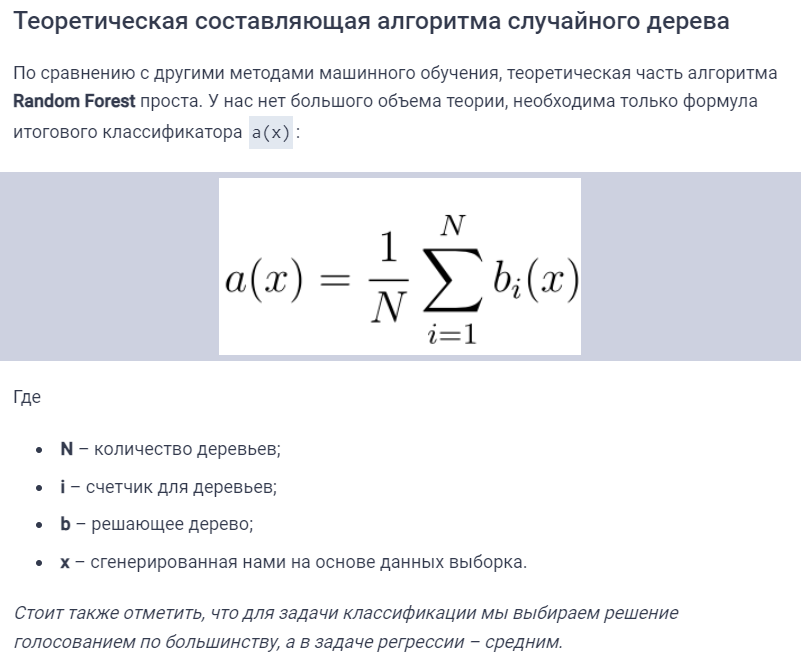 Теоретическая составляющая алгоритма случайного дерева
По сравнению с другими методами машинного обучения, теоретическая часть алгоритма
Random Forest проста. У нас нет большого объема теории, необходима только формула
итогового классификатора a(x) :
a(x) = \frac{1}{N} \sum_{i=1}^{N} b_i(x)
Где
• N – количество деревьев;
• i – счетчик для деревьев;
• b – решающее дерево;
• x – сгенерированная нами на основе данных выборка.
Стоит также отметить, что для задачи классификации мы выбираем решение
голосованием по большинству, а в задаче регрессии – средним.